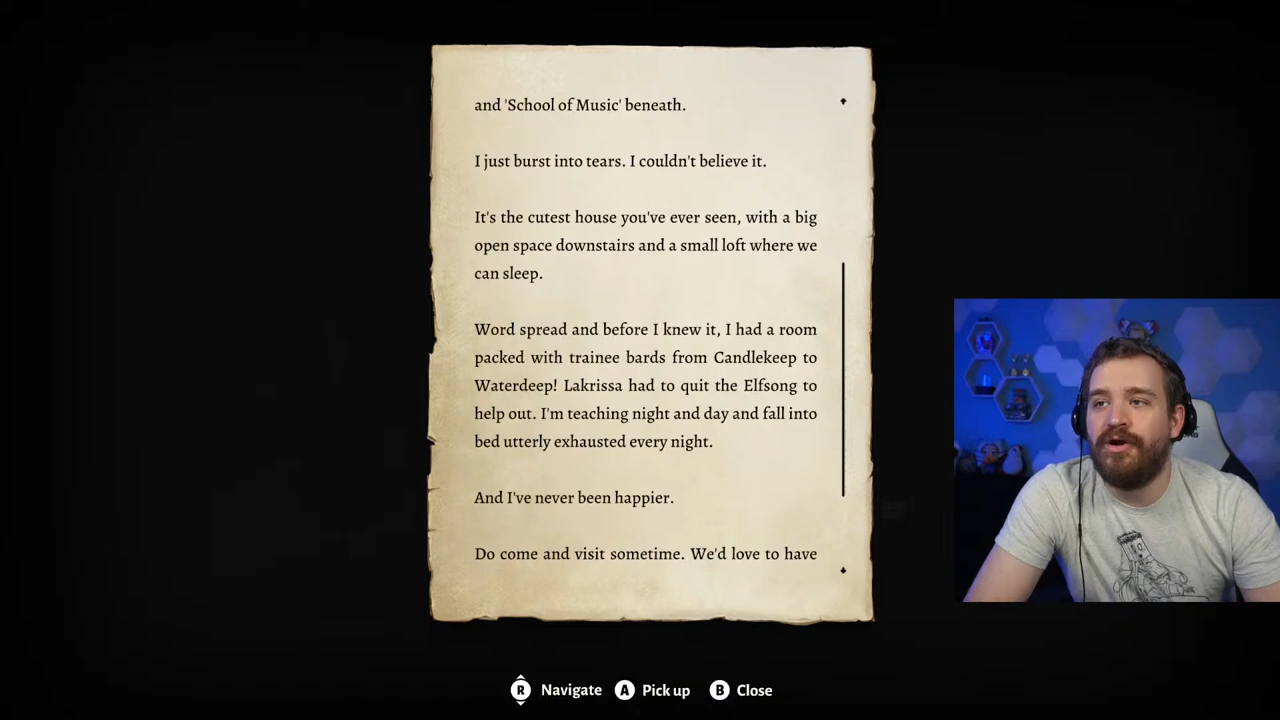 and 'School of Music' beneath.
I just burst into tears. I couldn't believe it.
It's the cutest house you've ever seen, with a big
open space downstairs and a small loft where we
can sleep.
Word spread and before I knew it, I had a room
packed with trainee bards from Candlekeep to
Waterdeep! Lakrissa had to quit the Elfsong to
help out. I'm teaching night and day and fall into
bed utterly exhausted every night.
And I've never been happier.
Do come and visit sometime. We'd love to have
R Navigate A Pick up B Close